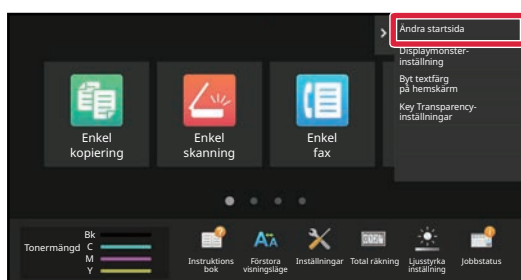 Ändra startsida
Displaymönster-
inställning
Byt textfärg
på hemskärm
Key Transparency-
inställningar
Enkel
kopiering
Enkel
skanning
Enkel
fax
Tonermängd
Bk
C
M
Y
Instruktions
bok
Förstora
visningsläge
Inställningar
Total räkning
Ljusstyrka
inställning
Jobbstatus